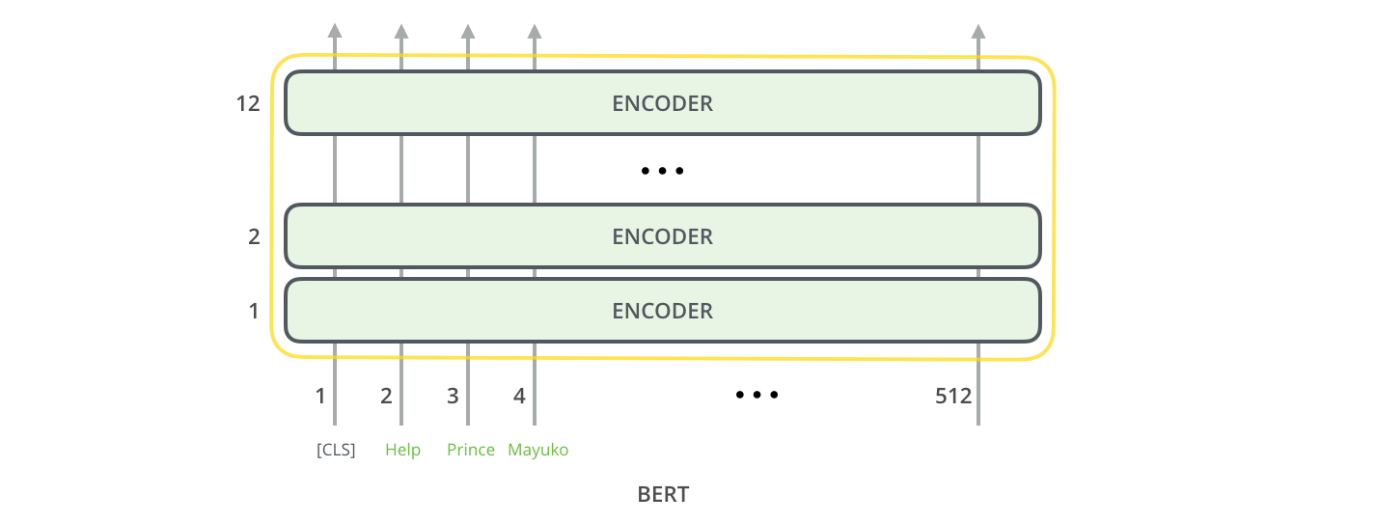 12 ENCODER
•••
2 ENCODER
1 ENCODER
1 2 3 4 ••• 512
[CLS] Help Prince Mayuko
BERT